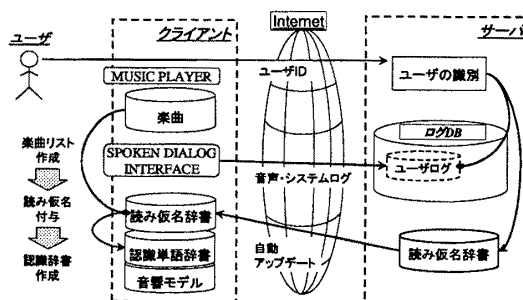 ユーザ
クライアント
Internet
サーバ
MUSIC PLAYER
ユーザID
ユーザの識別
楽曲
ログDB
楽曲リスト
作成
SPOKEN DIALOG
INTERFACE
音声・システムログ
ユーザログ
読み仮名
付与
読み仮名辞書
自動
アップデート
読み仮名辞書
認識辞書
作成
認識単語辞書
音響モデル